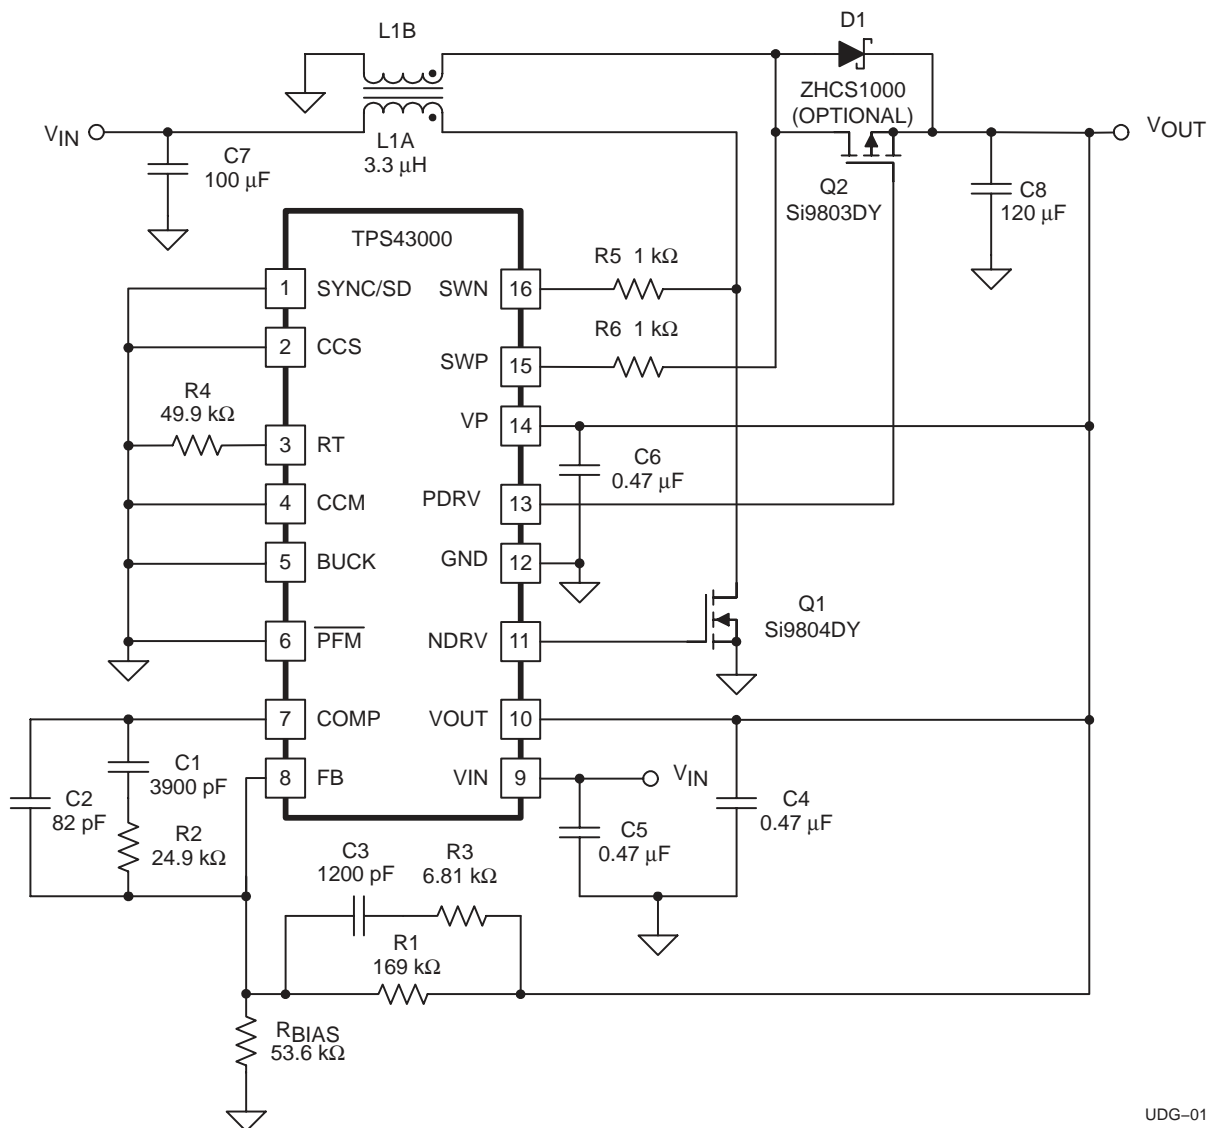 L1B
D1
ZHCS1000
(OPTIONAL)
VIN
VOUT
L1A
3.3 μH
C7
100 μF
Q2
Si9803DY
C8
120 μF
TPS43000
R5 1 kΩ
1 SYNC/SD
SWN 16
R6 1 kΩ
2 CCS
SWP 15
R4
49.9 kΩ
VP 14
3 RT
C6
0.47 μF
4 CCM
PDRV 13
5 BUCK
GND 12
Q1
Si9804DY
6 PFM
NDRV 11
7 COMP
VOUT 10
C1
3900 pF
8 FB
VIN 9
VIN
C2
82 pF
R2
24.9 kΩ
C5
0.47 μF
C4
0.47 μF
C3
1200 pF
R3
6.81 kΩ
R1
169 kΩ
RBIAS
53.6 kΩ
UDG–01